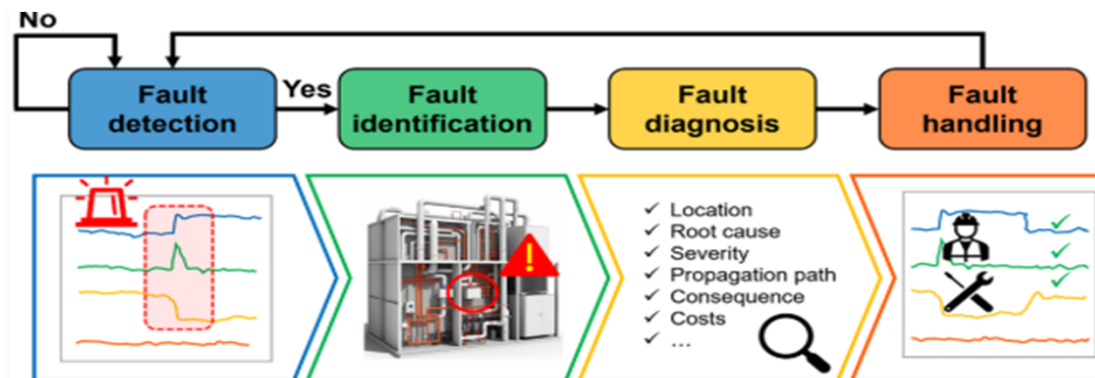 No
Fault
detection
Yes
Fault
identification
Fault
diagnosis
Fault
handling
!
✓ Location
✓ Root cause
✓ Severity
✓ Propagation path
✓ Consequence
✓ Costs
✓ ...